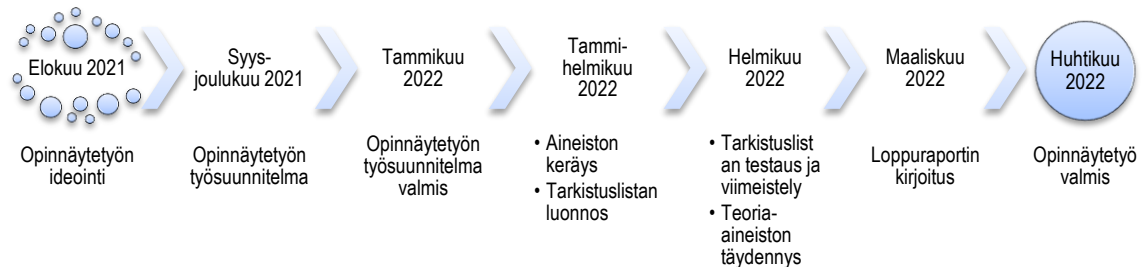 Elokuu 2021
Opinnäytetyön
ideointi
Syys-
joulukuu 2021
Opinnäytetyön
työsuunnitelma
Tammikuu
2022
Opinnäytetyön
työsuunnitelma
valmis
Tammi-
helmikuu
2022
• Aineiston
keräys
• Tarkistuslistan
luonnos
Helmikuu
2022
• Tarkistuslist
an testaus ja
viimeistely
• Teoria-
aineiston
täydennys
Maaliskuu
2022
Loppuraportin
kirjoitus
Huhtikuu
2022
Opinnäytetyö
valmis